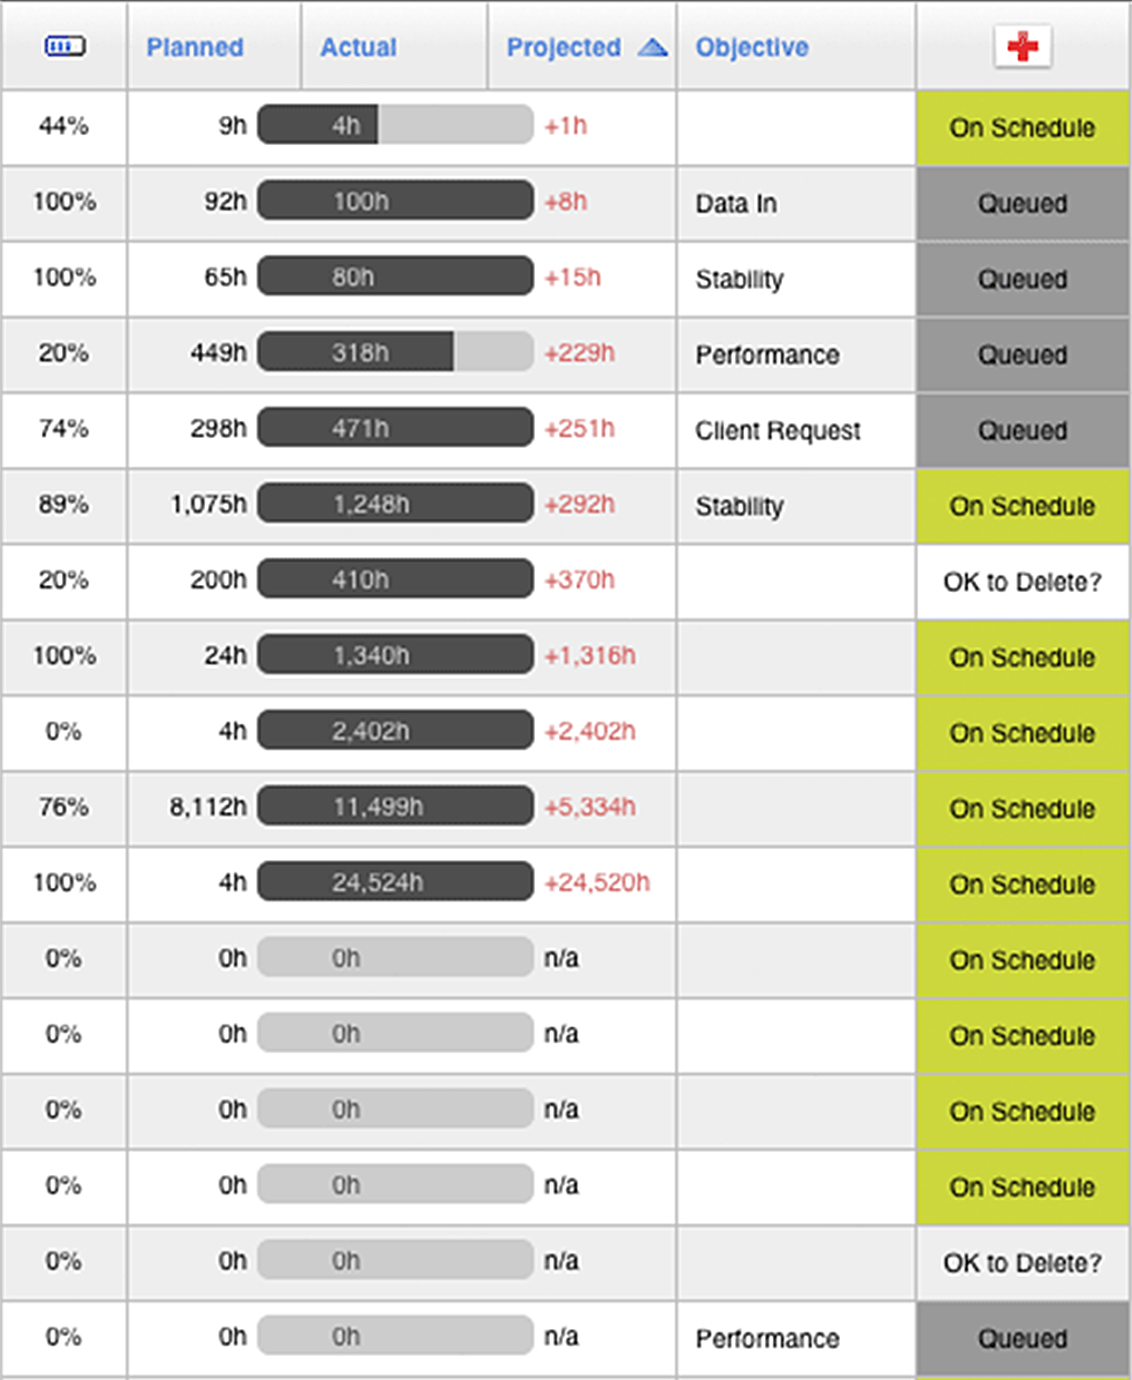 Planned Actual Projected Objective
44% 9h 4h +1h On Schedule
100% 92h 100h +8h Data In Queued
100% 65h 80h +15h Stability Queued
20% 449h 318h +229h Performance Queued
74% 298h 471h +251h Client Request Queued
89% 1,075h 1,248h +292h Stability On Schedule
20% 200h 410h +370h OK to Delete?
100% 24h 1,340h +1,316h On Schedule
0% 4h 2,402h +2,402h On Schedule
76% 8,112h 11,499h +5,334h On Schedule
100% 4h 24,524h +24,520h On Schedule
0% 0h 0h n/a On Schedule
0% 0h 0h n/a On Schedule
0% 0h 0h n/a On Schedule
0% 0h 0h n/a On Schedule
0% 0h 0h n/a OK to Delete?
0% 0h 0h n/a Performance Queued